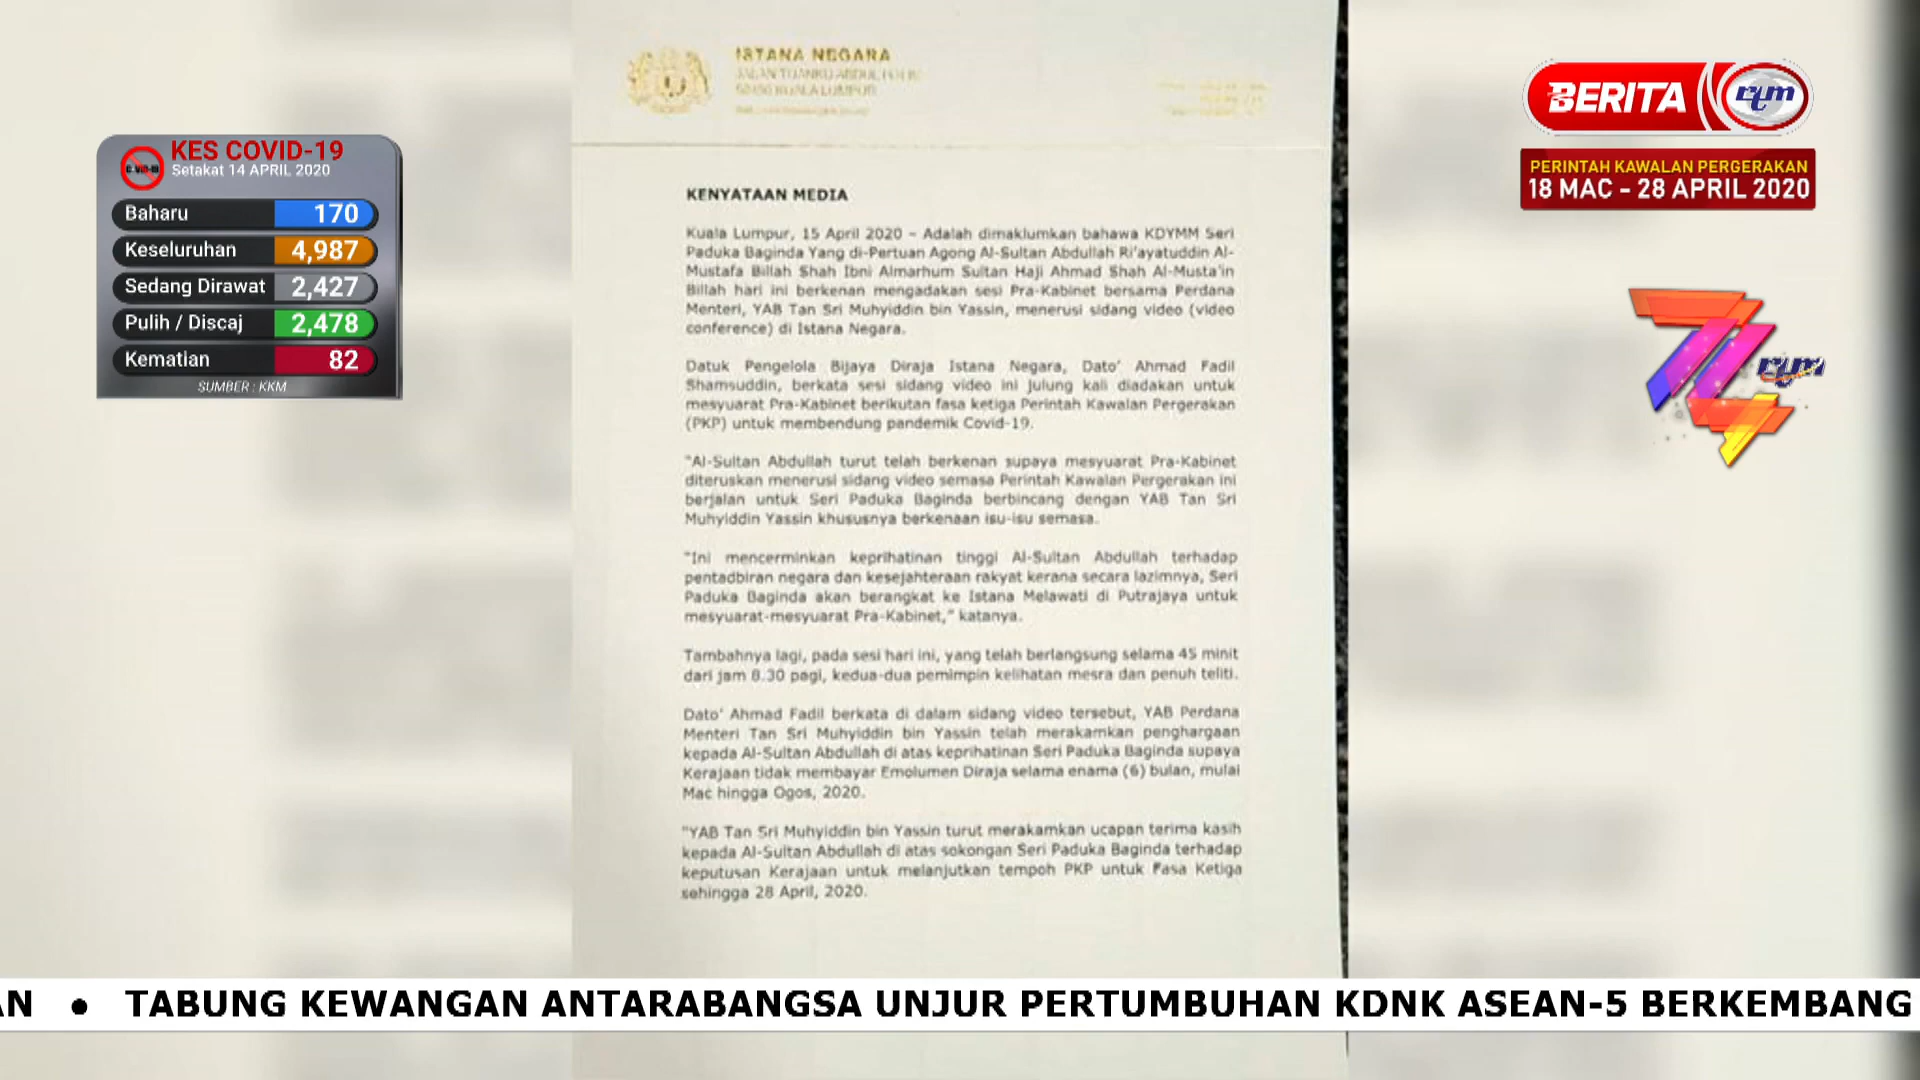 ISTANA NEGARA
50480 KUALA LUMPUR
KENYATAAN MEDIA
Kuala Lumpur, 15 April 2020 – Adalah dimaklumkan bahawa KDYMM Seri
Paduka Baginda Yang di-Pertuan Agong Al-Sultan Abdullah Ri'ayatuddin Al-
Mustafa Billah Shah Ibni Almarhum Sultan Haji Ahmad Shah Al-Musta'in
Billah hari ini berkenan mengadakan sesi Pra-Kabinet bersama Perdana
Menteri, YAB Tan Sri Muhyiddin bin Yassin, menerusi sidang video (video
conference) di Istana Negara.
Datuk Pengelola Bijaya Diraja Istana Negara, Dato' Ahmad Fadil
Shamsuddin, berkata sesi sidang video ini julung kali diadakan untuk
mesyuarat Pra-Kabinet berikutan fasa ketiga Perintah Kawalan Pergerakan
(PKP) untuk membendung pandemik Covid-19.
"Al-Sultan Abdullah turut telah berkenan supaya mesyuarat Pra-Kabinet
diteruskan menerusi sidang video semasa Perintah Kawalan Pergerakan ini
berjalan untuk Seri Paduka Baginda berbincang dengan YAB Tan Sri
Muhyiddin Yassin khususnya berkenaan isu-isu semasa.
"Ini mencerminkan keprihatinan tinggi Al-Sultan Abdullah terhadap
pentadbiran negara dan kesejahteraan rakyat kerana secara lazimnya, Seri
Paduka Baginda akan berangkat ke Istana Melawati di Putrajaya untuk
mesyuarat-mesyuarat Pra-Kabinet," katanya.
Tambahnya lagi, pada sesi hari ini, yang telah berlangsung selama 45 minit
dari jam 8.30 pagi, kedua-dua pemimpin kelihatan mesra dan penuh teliti.
Dato' Ahmad Fadil berkata di dalam sidang video tersebut, YAB Perdana
Menteri Tan Sri Muhyiddin bin Yassin telah merakamkan penghargaan
kepada Al-Sultan Abdullah di atas keprihatinan Seri Paduka Baginda supaya
Kerajaan tidak membayar Emolumen Diraja selama enama (6) bulan, mulai
Mac hingga Ogos, 2020.
"YAB Tan Sri Muhyiddin bin Yassin turut merakamkan ucapan terima kasih
kepada Al-Sultan Abdullah di atas sokongan Seri Paduka Baginda terhadap
keputusan Kerajaan untuk melanjutkan tempoh PKP untuk Fasa Ketiga
sehingga 28 April, 2020.
KES COVID-19
Setakat 14 APRIL 2020
Baharu 170
Keseluruhan 4,987
Sedang Dirawat 2,427
Pulih / Discaj 2,478
Kematian 82
SUMBER : KKM
BERITA rtm
PERINTAH KAWALAN PERGERAKAN
18 MAC - 28 APRIL 2020
74 rtm
AN • TABUNG KEWANGAN ANTARABANGSA UNJUR PERTUMBUHAN KDNK ASEAN-5 BERKEMBANG